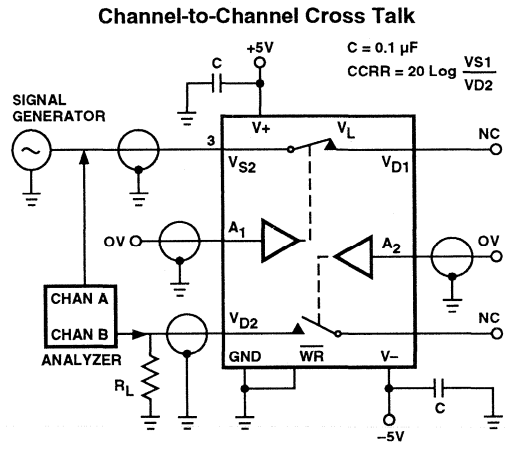 Channel-to-Channel Cross Talk
+5V
C = 0.1 µF
CCRR = 20 Log VS1
VD2
C
SIGNAL
GENERATOR
3
V+
VL
NC
VS2
VD1
OV
A1
A2
OV
CHAN A
CHAN B
ANALYZER
VD2
NC
GND
WR
V–
RL
C
–5V